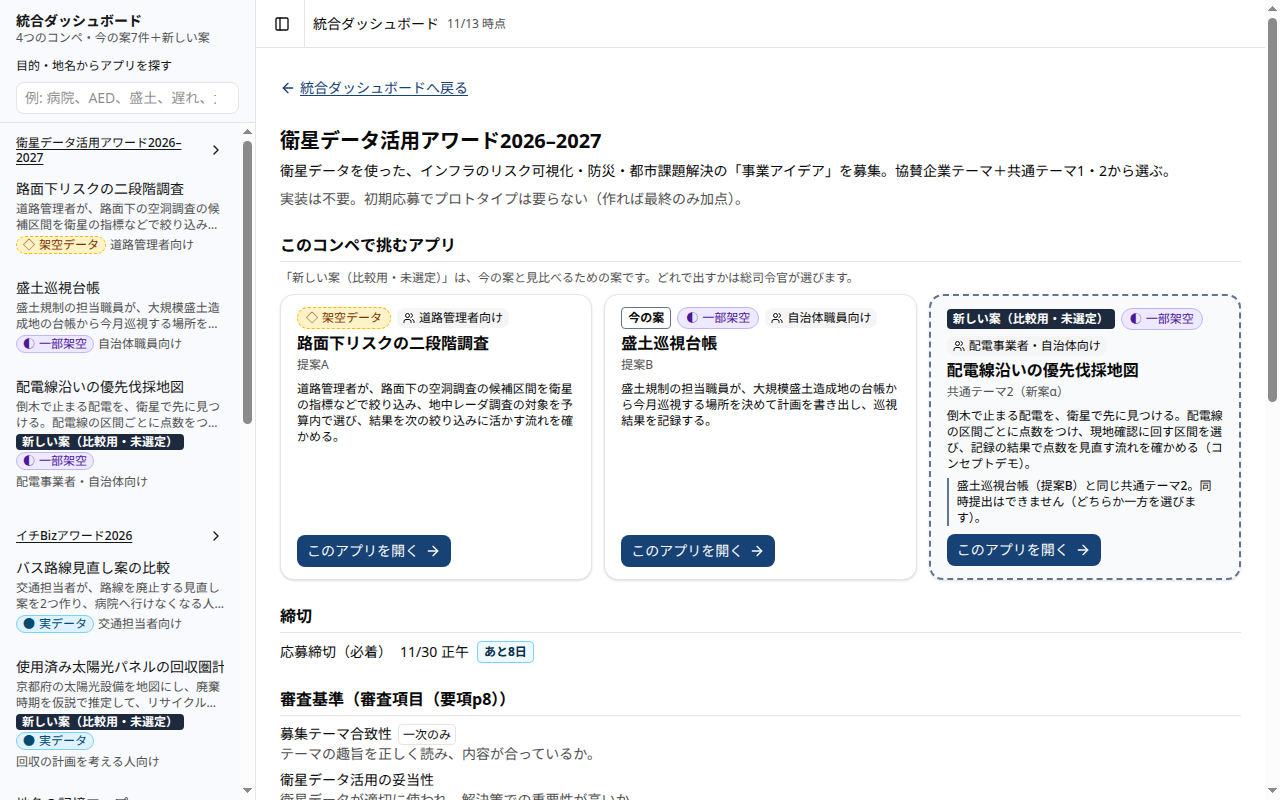 統合ダッシュボード
4つのコンペ・今の案7件＋新しい案
目的・地名からアプリを探す
例: 病院、AED、盛土、遅れ、
衛星データ活用アワード2026–
2027
路面下リスクの二段階調査
道路管理者が、路面下の空洞調査の候
補区間を衛星の指標などで絞り込み…
◇ 架空データ 道路管理者向け
盛土巡視台帳
盛土規制の担当職員が、大規模盛土造
成地の台帳から今月巡視する場所を…
一部架空 自治体職員向け
配電線沿いの優先伐採地図
倒木で止まる配電を、衛星で先に見つ
ける。配電線の区間ごとに点数をつ…
新しい案（比較用・未選定）
一部架空
配電事業者・自治体向け
イチBizアワード2026
バス路線見直し案の比較
交通担当者が、路線を廃止する見直し
案を2つ作り、病院へ行けなくなる人…
実データ 交通担当者向け
使用済み太陽光パネルの回収圏計
京都府の太陽光設備を地図にし、廃棄
時期を仮説で推定して、リサイクル…
新しい案（比較用・未選定）
実データ
回収の計画を考える人向け
統合ダッシュボード 11/13 時点
← 統合ダッシュボードへ戻る
衛星データ活用アワード2026–2027
衛星データを使った、インフラのリスク可視化・防災・都市課題解決の「事業アイデア」を募集。協賛企業テーマ＋共通テーマ1・2から選ぶ。
実装は不要。初期応募でプロトタイプは要らない（作れば最終のみ加点）。
このコンペで挑むアプリ
「新しい案（比較用・未選定）」は、今の案と見比べるための案です。どれで出すかは総司令官が選びます。
◇ 架空データ 道路管理者向け
路面下リスクの二段階調査
提案A
道路管理者が、路面下の空洞調査の候補区間を衛星
の指標などで絞り込み、地中レーダ調査の対象を予
算内で選び、結果を次の絞り込みに活かす流れを確
かめる。
このアプリを開く →
今の案 一部架空 自治体職員向け
盛土巡視台帳
提案B
盛土規制の担当職員が、大規模盛土造成地の台帳か
ら今月巡視する場所を決めて計画を書き出し、巡視
結果を記録する。
このアプリを開く →
新しい案（比較用・未選定） 一部架空
配電事業者・自治体向け
配電線沿いの優先伐採地図
共通テーマ2（新案α）
倒木で止まる配電を、衛星で先に見つける。配電線
の区間ごとに点数をつけ、現地確認に回す区間を選
び、記録の結果で点数を見直す流れを確かめる（コ
ンセプトデモ）。
盛土巡視台帳（提案B）と同じ共通テーマ2。同
時提出はできません（どちらか一方を選びま
す）。
このアプリを開く →
締切
応募締切（必着） 11/30 正午 あと8日
審査基準（審査項目（要項p8））
募集テーマ合致性 一次のみ
テーマの趣旨を正しく読み、内容が合っているか。
衛星データ活用の妥当性
衛星データが適切に使われ、解決策での重要性が高いか。